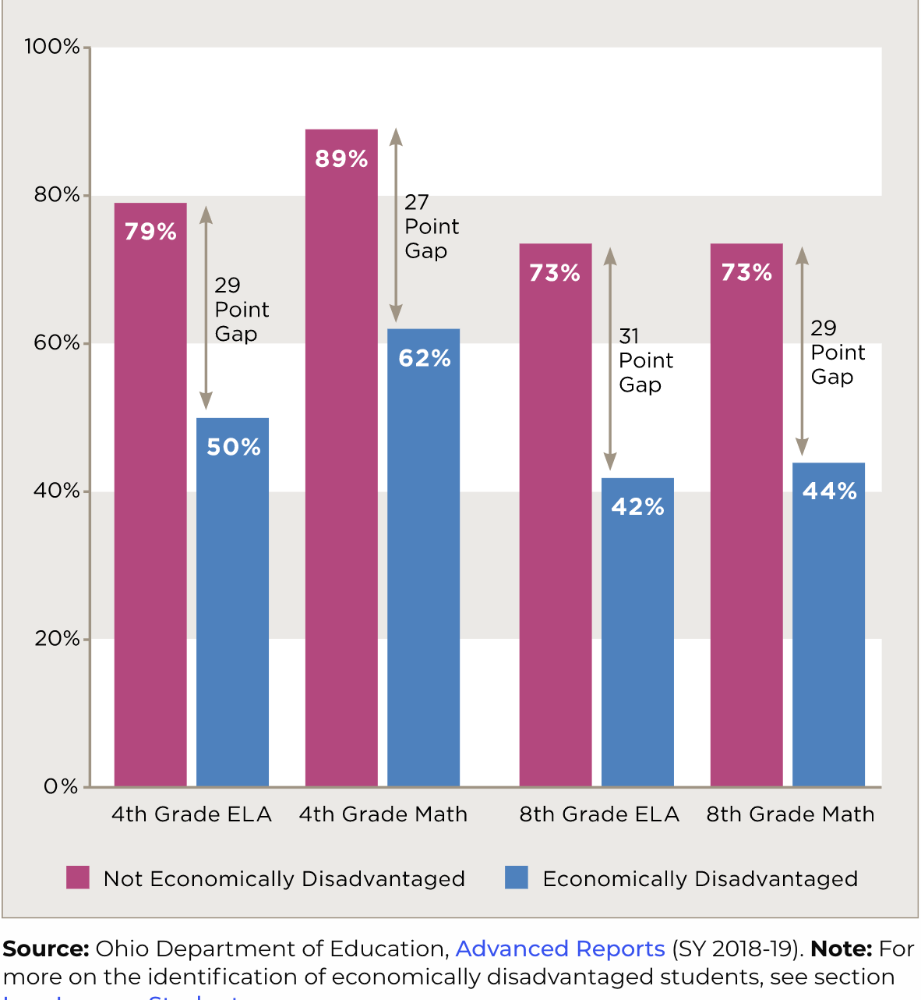 100%
80%
60%
40%
20%
0%
79%
29
Point
Gap
50%
89%
27
Point
Gap
62%
73%
31
Point
Gap
42%
73%
29
Point
Gap
44%
4th Grade ELA
4th Grade Math
8th Grade ELA
8th Grade Math
Not Economically Disadvantaged
Economically Disadvantaged
Source: Ohio Department of Education, Advanced Reports (SY 2018-19). Note: For
more on the identification of economically disadvantaged students, see section